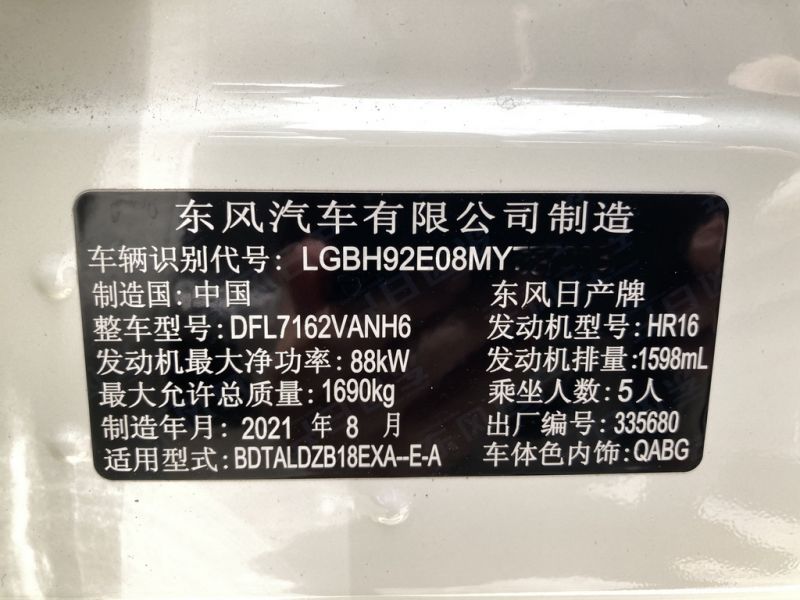 东风汽车有限公司制造
车辆识别代号: LGBH92E08MY
制造国: 中国 东风日产牌
整车型号: DFL7162VANH6 发动机型号: HR16
发动机最大净功率: 88kW 发动机排量: 1598mL
最大允许总质量: 1690kg 乘坐人数: 5人
制造年月: 2021 年 8 月 出厂编号: 335680
适用型式: BDTALDZB18EXA--E-A 车体色内饰: QABG